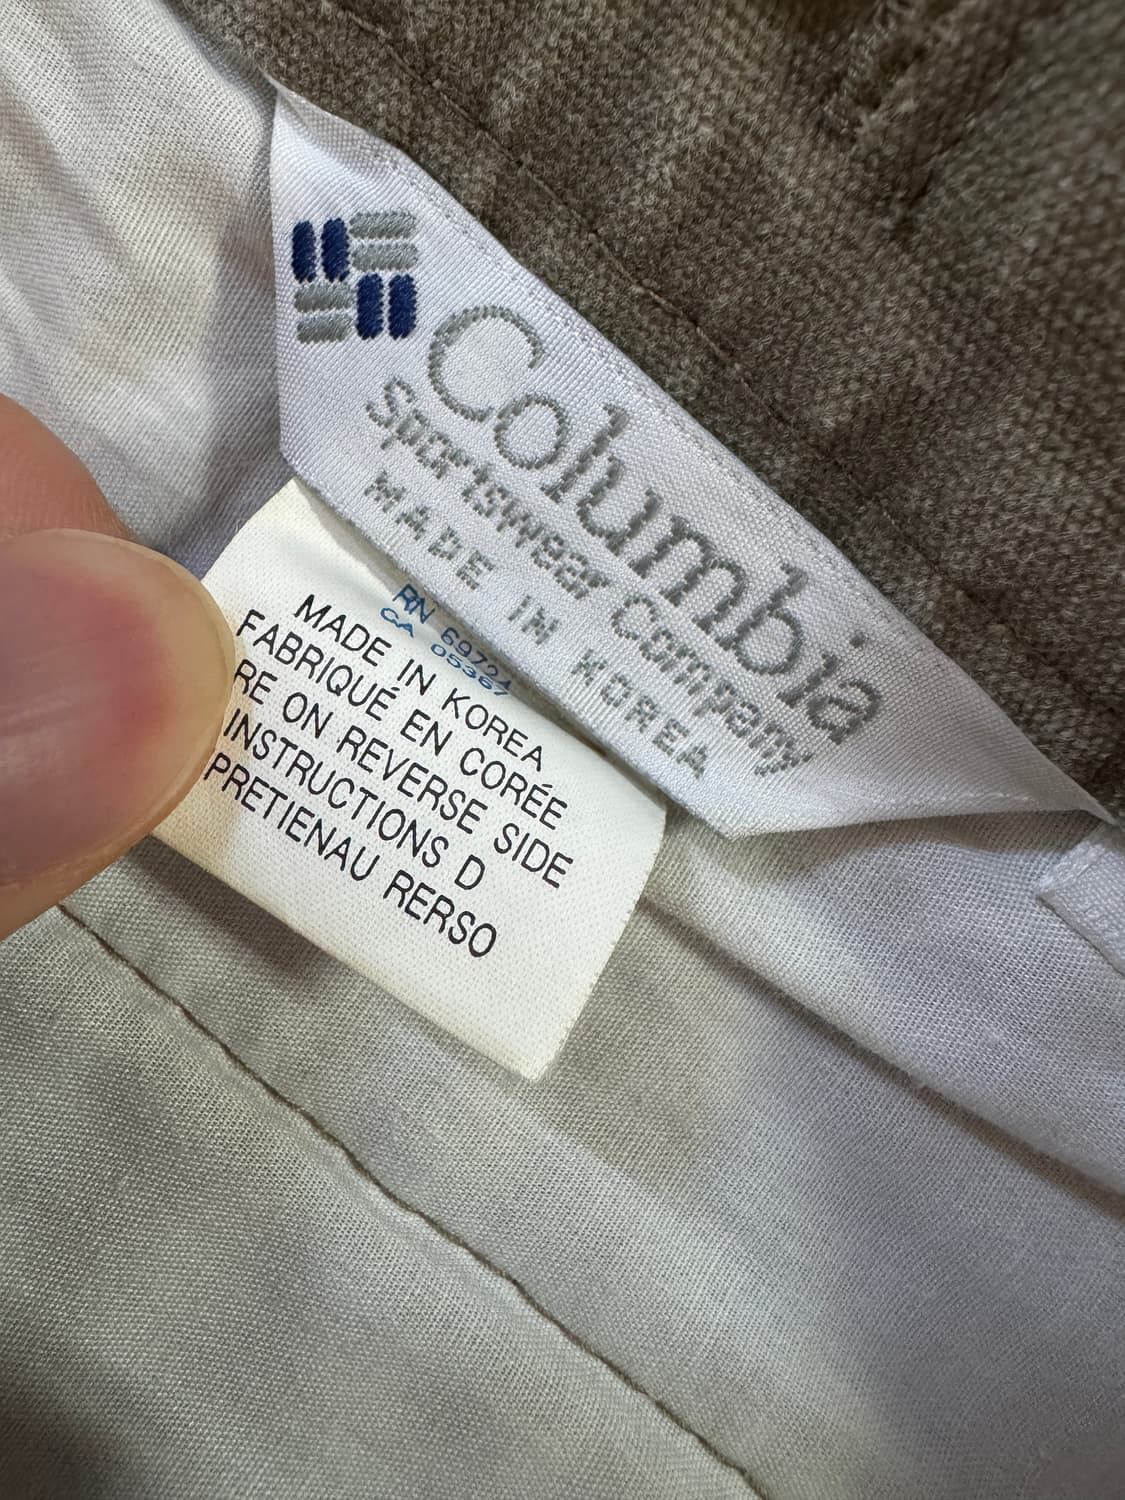 Columbia
Sportswear Company
MADE IN KOREA
RN 69724
CA 05367
MADE IN KOREA
FABRIQUÉ EN CORÉE
RE ON REVERSE SIDE
INSTRUCTIONS D
PRETIENAU RERSO